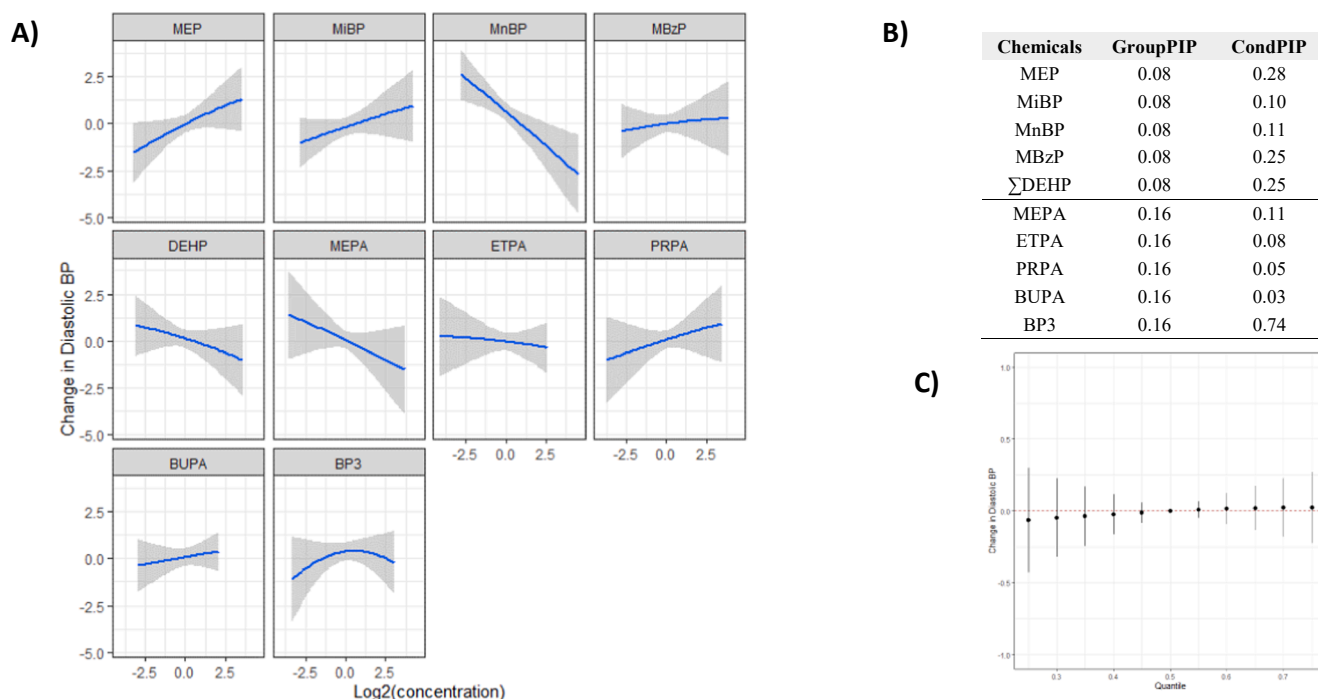 A)
MEP MiBP MnBP MBzP
2.5
0.0
-2.5
-5.0
DEHP MEPA ETPA PRPA
2.5
0.0
-2.5
-5.0
-2.5 0.0 2.5 -2.5 0.0 2.5
BUPA BP3
2.5
0.0
-2.5
-5.0
-2.5 0.0 2.5 -2.5 0.0 2.5
Change in Diastolic BP
Log2(concentration)
B)
Chemicals GroupPIP CondPIP
MEP 0.08 0.28
MiBP 0.08 0.10
MnBP 0.08 0.11
MBzP 0.08 0.25
∑DEHP 0.08 0.25
MEPA 0.16 0.11
ETPA 0.16 0.08
PRPA 0.16 0.05
BUPA 0.16 0.03
BP3 0.16 0.74
C)
1.0
0.5
0.0
-0.5
-1.0
Change in Diastolic BP
0.3 0.4 0.5 0.6 0.7
Quantile